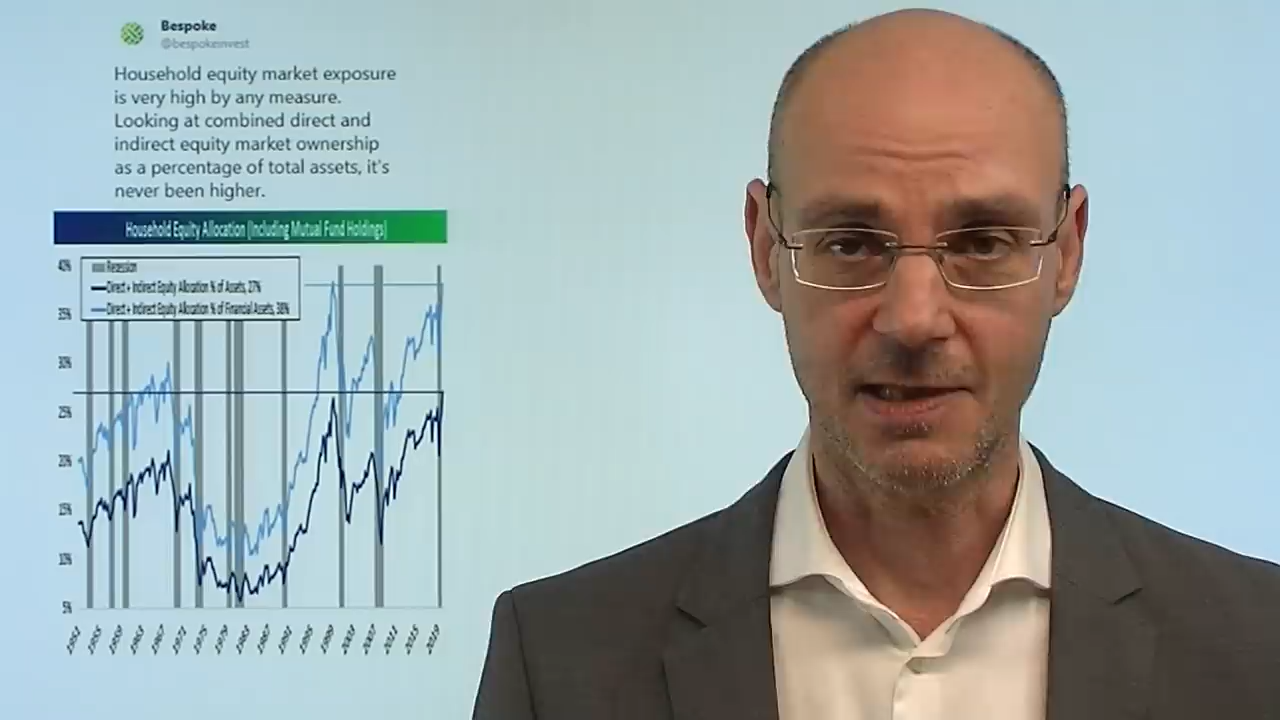 Bespoke
@bespokeinvest
Household equity market exposure
is very high by any measure.
Looking at combined direct and
indirect equity market ownership
as a percentage of total assets, it's
never been higher.
Household Equity Allocation (Including Mutual Fund Holdings)
40%
Recession
Direct + Indirect Equity Allocation % of Assets, 27%
Direct + Indirect Equity Allocation % of Financial Assets, 38%
35%
30%
25%
20%
15%
10%
5%